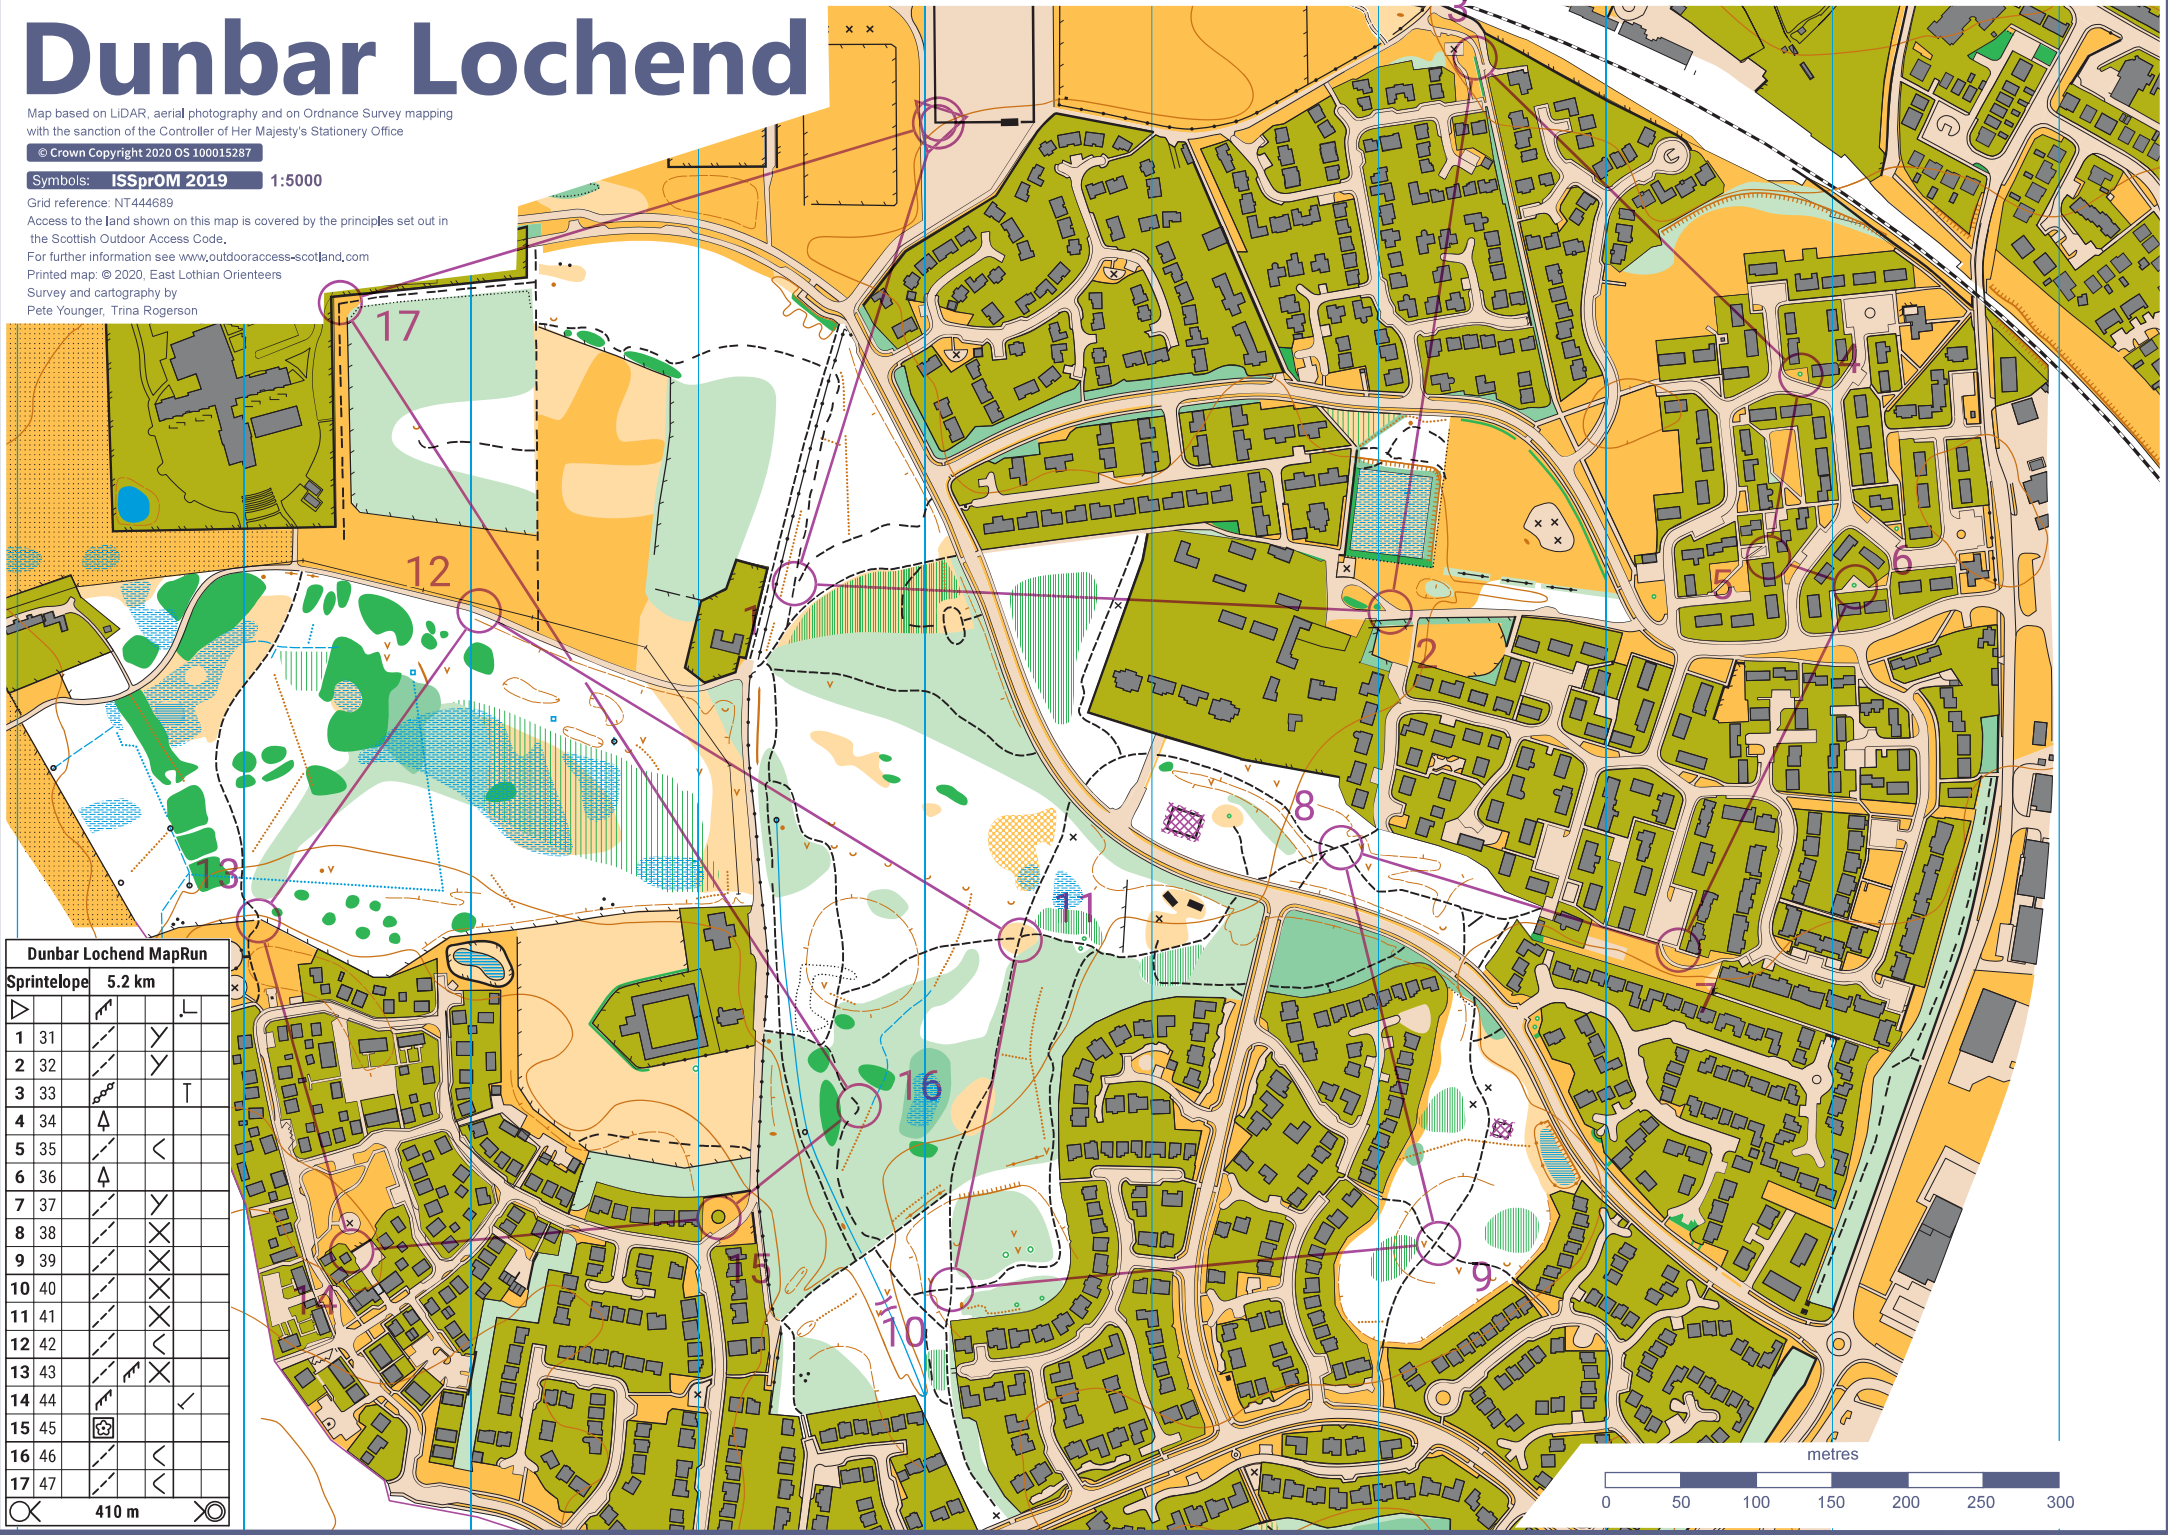 Dunbar Lochend
Map based on LiDAR, aerial photography and on Ordnance Survey mapping
with the sanction of the Controller of Her Majesty's Stationery Office
© Crown Copyright 2020 OS 100015287
Symbols: ISSprOM 2019 1:5000
Grid reference: NT444689
Access to the land shown on this map is covered by the principles set out in
the Scottish Outdoor Access Code.
For further information see www.outdooraccess-scotland.com
Printed map: © 2020, East Lothian Orienteers
Survey and cartography by
Pete Younger, Trina Rogerson
3
17
4
12
5
6
1
2
8
13
11
7
16
15
9
14
10
Dunbar Lochend MapRun
Sprintelope 5.2 km
1 31
2 32
3 33
4 34
5 35
6 36
7 37
8 38
9 39
10 40
11 41
12 42
13 43
14 44
15 45
16 46
17 47
410 m
metres
0 50 100 150 200 250 300